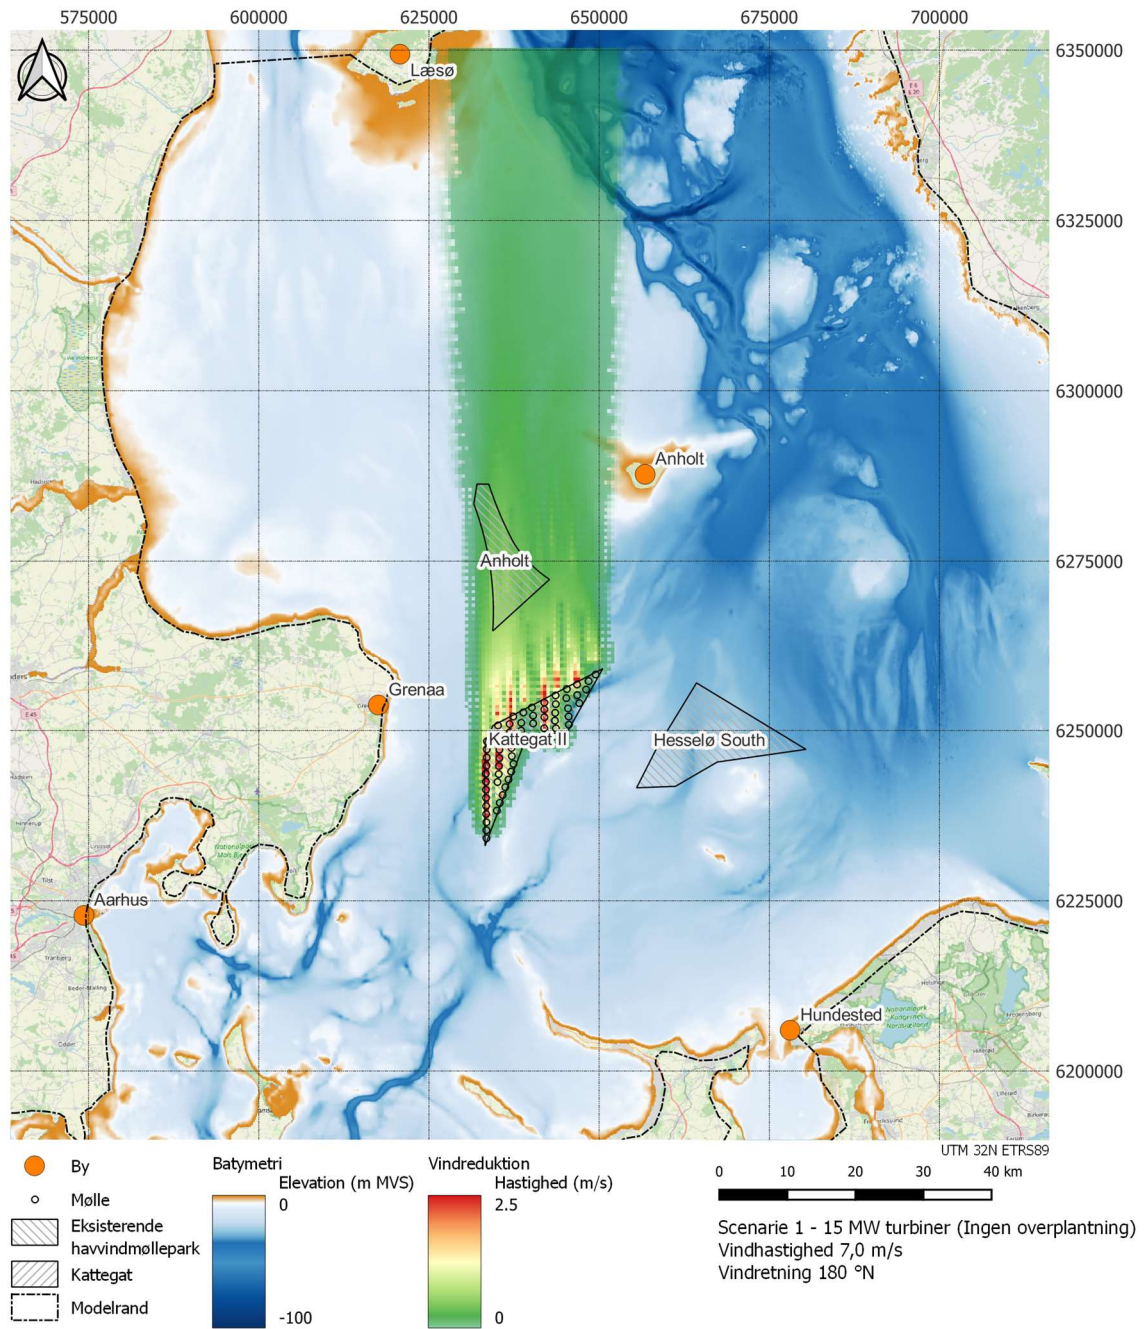 575000 600000 625000 650000 675000 700000
6350000
Læsø
6325000
6300000
Anholt
Anholt
6275000
Grenaa
Kattegat II
Hesselø South
6250000
Aarhus
6225000
Hundested
6200000
UTM 32N ETRS89
By
Mølle
Eksisterende
havvindmøllepark
Kattegat
Modelrand
Batymetri
Elevation (m MVS)
0
-100
Vindreduktion
Hastighed (m/s)
2.5
0
0 10 20 30 40 km
Scenarie 1 - 15 MW turbiner (Ingen overplantning)
Vindhastighed 7,0 m/s
Vindretning 180 °N